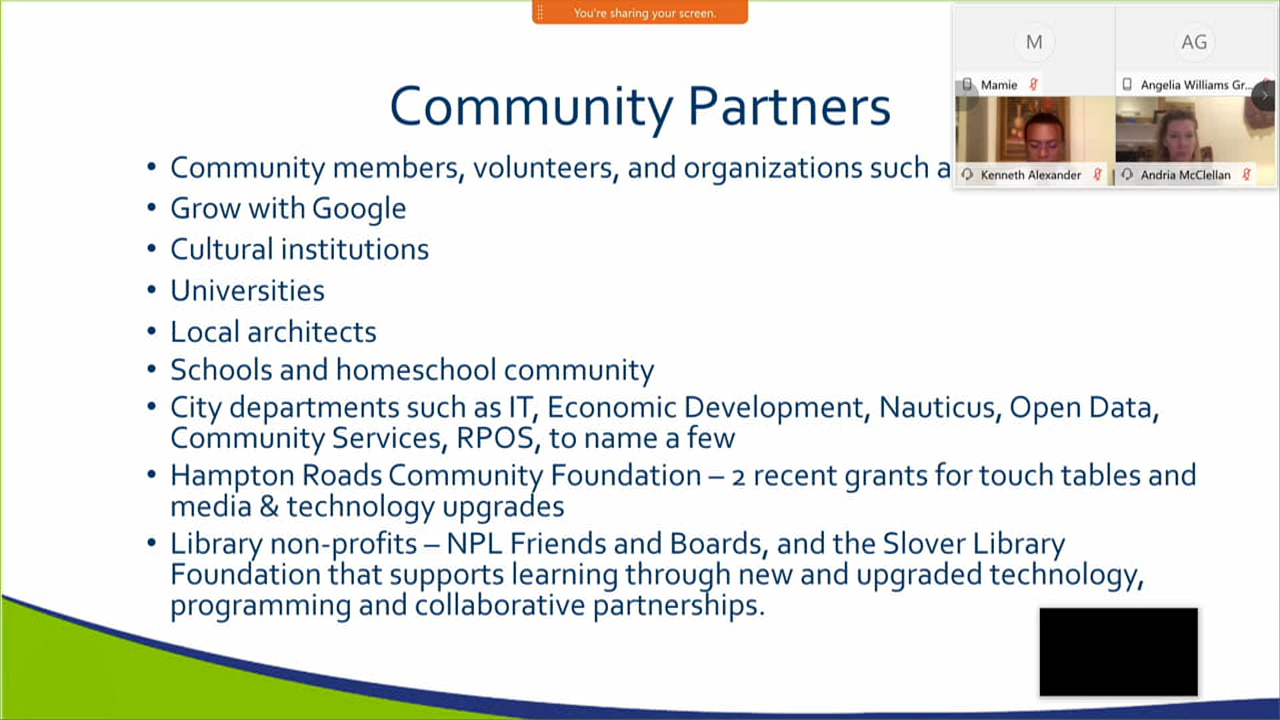 You're sharing your screen.
M
AG
Mamie
Angelia Williams Gr...
Kenneth Alexander
Andria McClellan
Community Partners
• Community members, volunteers, and organizations such a
• Grow with Google
• Cultural institutions
• Universities
• Local architects
• Schools and homeschool community
• City departments such as IT, Economic Development, Nauticus, Open Data,
Community Services, RPOS, to name a few
• Hampton Roads Community Foundation – 2 recent grants for touch tables and
media & technology upgrades
• Library non-profits – NPL Friends and Boards, and the Slover Library
Foundation that supports learning through new and upgraded technology,
programming and collaborative partnerships.